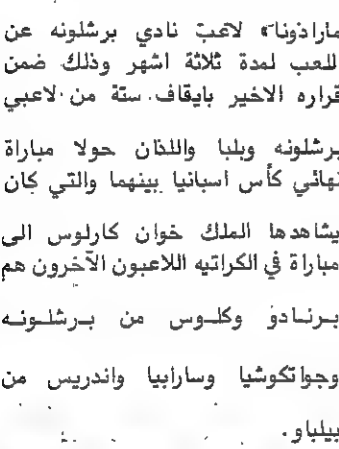 مارادونا» لاعب نادي برشلونه عن
اللعب لمدة ثلاثة اشهر وذلك ضمن
قراره الاخير بايقاف. ستة من لاعبي
برشلونه وبلبا واللذان حولا مباراة
نهائي كأس اسبانيا بينهما والتي كان
يشاهدها الملك خوان كارلوس الى
مباراة في الكراتيه اللاعبون الآخرون هم
برنادو وكلوس من برشلونه
وجواتكوشيا وسارابيا واندريس من
بيلباو.